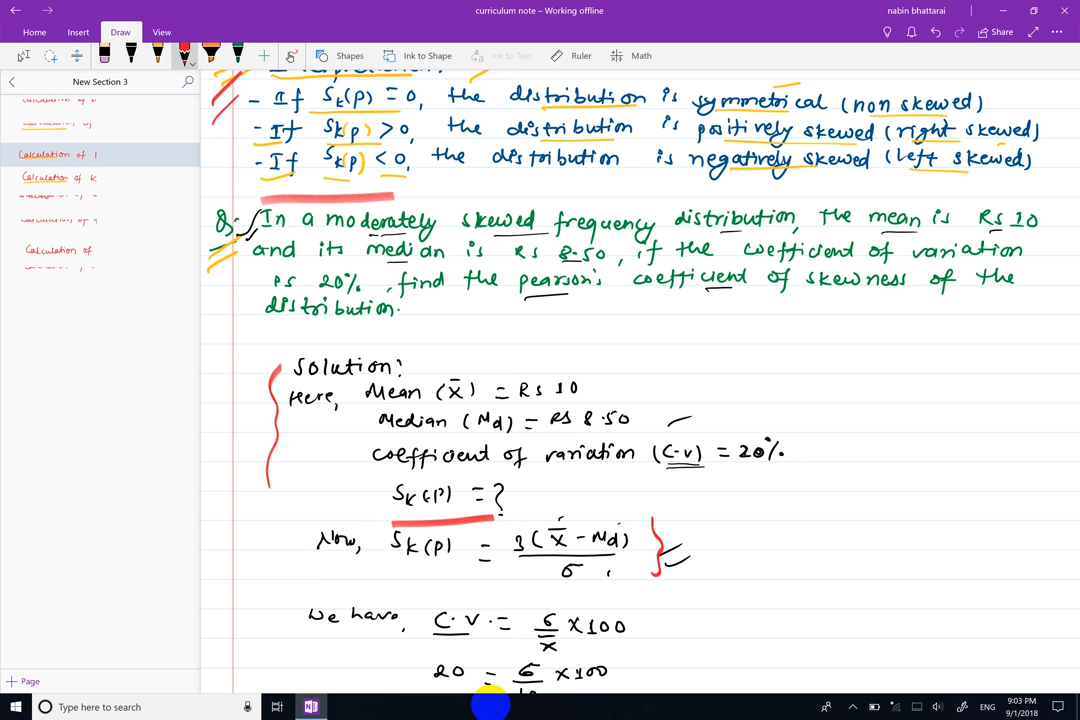 curriculum note – Working offline
nabin bhattarai
Home Insert Draw View
Share
Shapes Ink to Shape Ink to Text Ruler Math
New Section 3
Calculation of
Calculation of k
Calculation of
- If Sk(p) = 0, the distribution is symmetrical (non skewed)
- If Sk(p) > 0, the distribution is positively skewed (right skewed)
- If Sk(p) < 0, the distribution is negatively skewed (left skewed)
Q: In a moderately skewed frequency distribution, the mean is Rs 10
and its median is Rs 8.50, if the coefficient of variation
is 20%, find the pearson's coefficient of skewness of the
distribution.
Solution:
Here, Mean (x̄) = Rs 10
Median (Md) = RS 8.50
Coefficient of variation (C.v) = 20%
Sk(P) = ?
Now, Sk(p) = 3(x̄ - Md)
σ
We have, C.V. = σ/x̄ × 100
20 = σ/10 × 100
+ Page
Type here to search
ENG
9:03 PM
9/1/2018